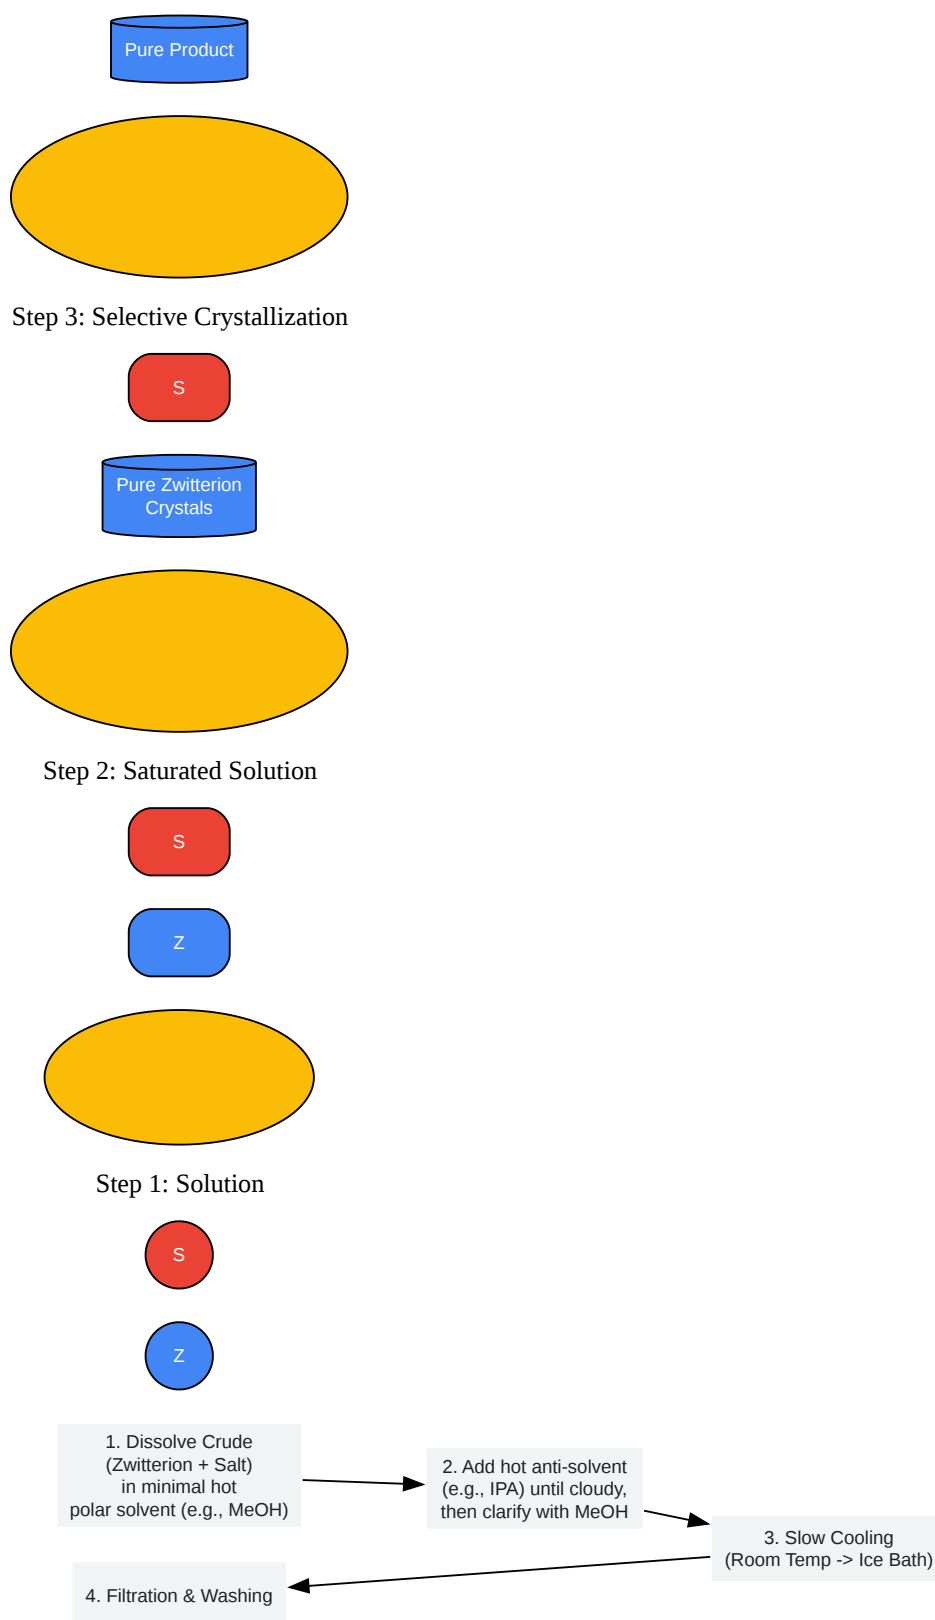 Pure Product
Step 3: Selective Crystallization
S
Pure Zwitterion
Crystals
Step 2: Saturated Solution
S
Z
Step 1: Solution
S
Z
1. Dissolve Crude
(Zwitterion + Salt)
in minimal hot
polar solvent (e.g., MeOH)
2. Add hot anti-solvent
(e.g., IPA) until cloudy,
then clarify with MeOH
3. Slow Cooling
(Room Temp -> Ice Bath)
4. Filtration & Washing